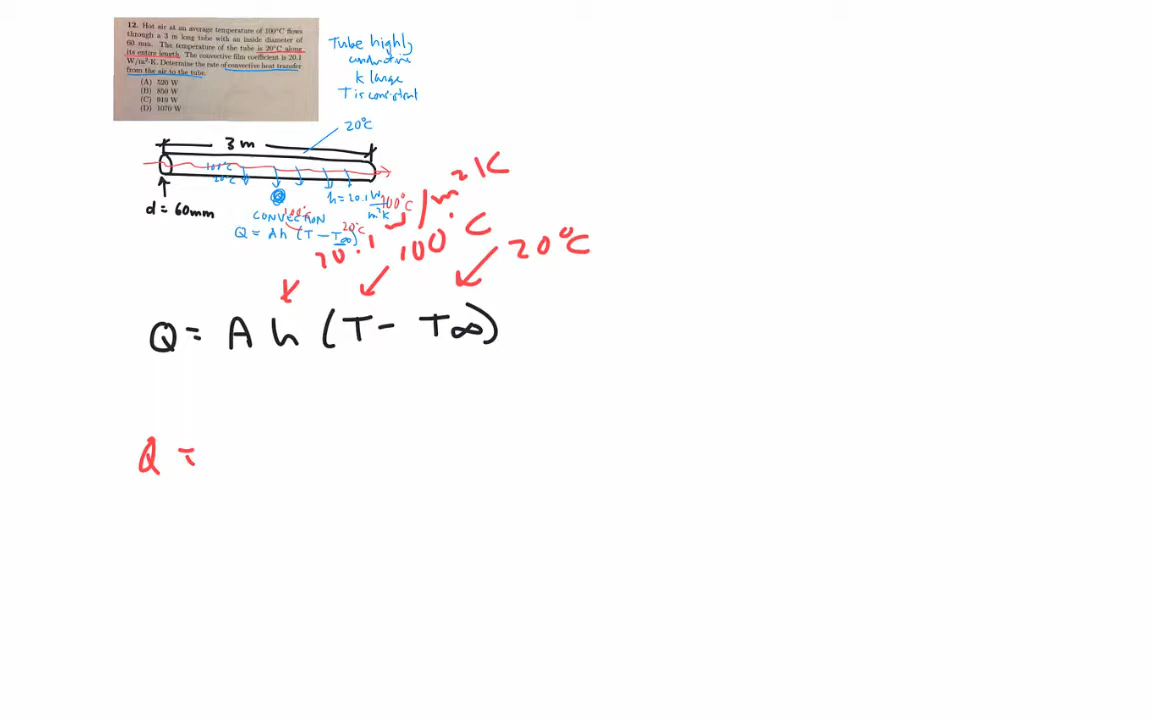 12. Hot air at an average temperature of 100°C flows
through a 3 m long tube with an inside diameter of
60 mm. The temperature of the tube is 20°C along
its entire length. The convective film coefficient is 20.1
W/m²·K. Determine the rate of convective heat transfer
from the air to the tube.
(A) 520 W
(B) 850 W
(C) 910 W
(D) 1070 W
Tube highly
conductive
k large
T is consistent
20°C
3 m
100°C
20°C
d = 60mm
h = 20.1 W/m²K
100°C
CONVECTION
100°C
20°C
Q = Ah (T - T∞)
20.1 W/m²K
100°C
20°C
Q = A h (T - T∞)
Q =